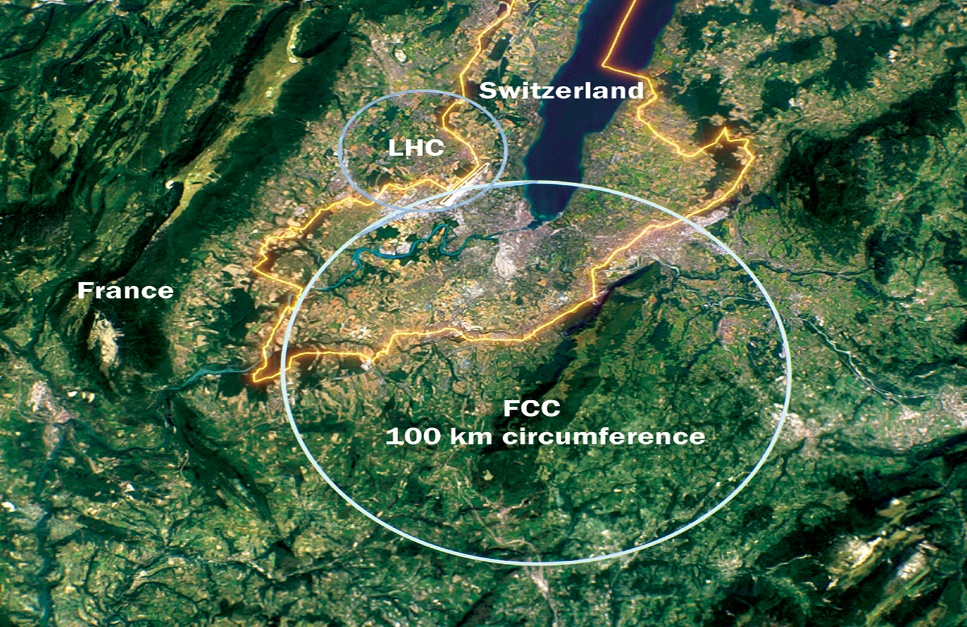 Switzerland
LHC
France
FCC
100 km circumference